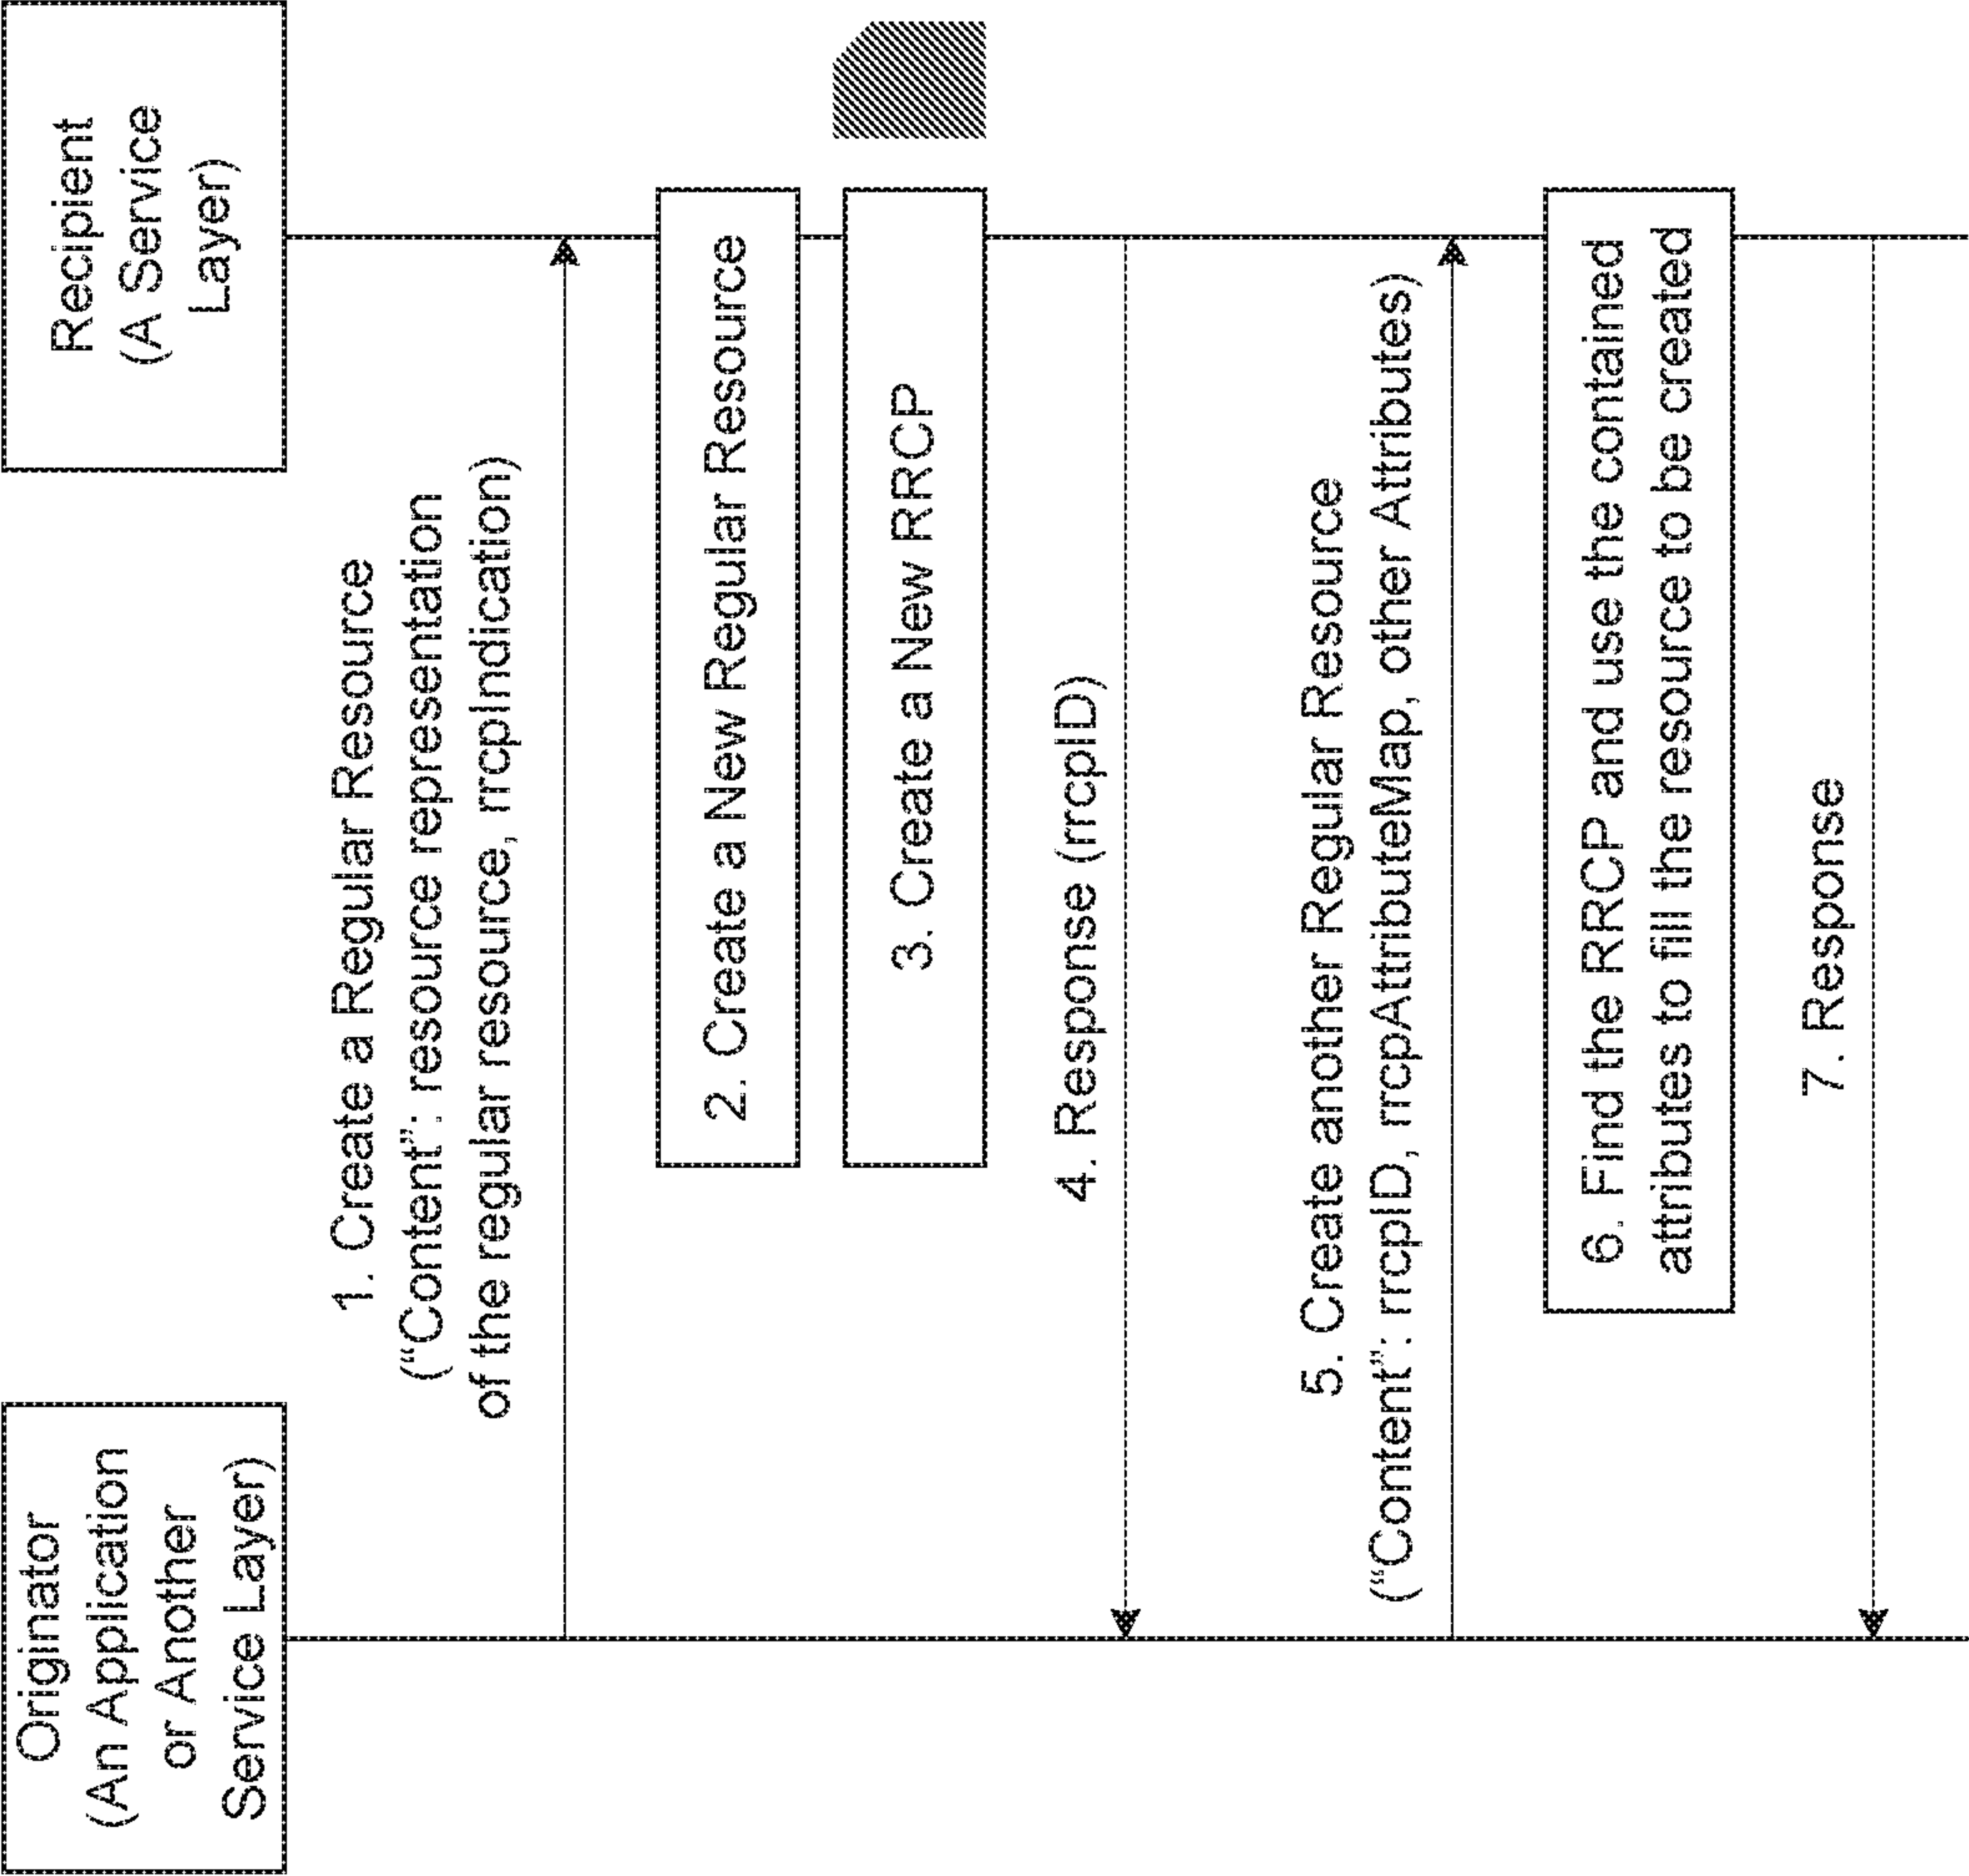 Originator
(An Application
or Another
Service Layer)
Recipient
(A Service
Layer)
1. Create a Regular Resource
(“Content”: resource representation
of the regular resource, rrcpIndication)
2. Create a New Regular Resource
3. Create a New RRCP
4. Response (rrcpID)
5. Create another Regular Resource
(“Content”: rrcpID, rrcpAttributeMap, other Attributes)
6. Find the RRCP and use the contained
attributes to fill the resource to be created
7. Response